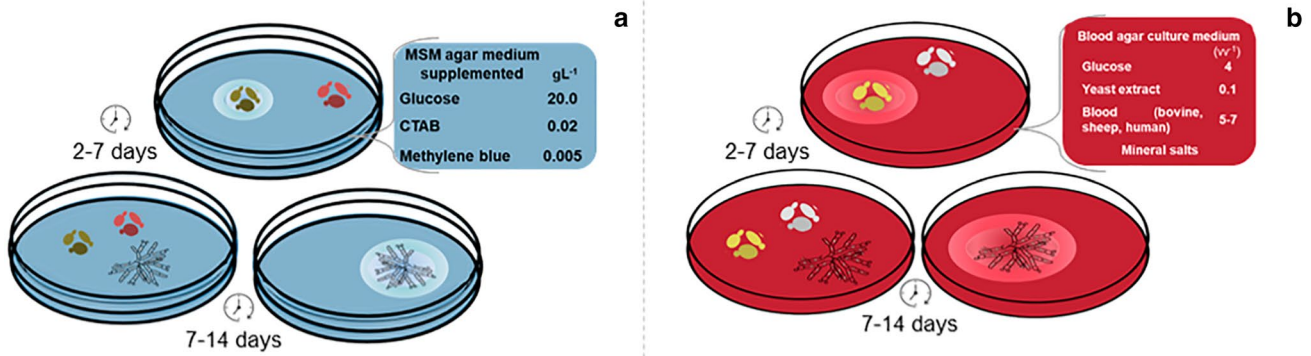 a
MSM agar medium
supplemented gL⁻¹
Glucose 20.0
CTAB 0.02
Methylene blue 0.005
2-7 days
7-14 days
b
Blood agar culture medium
(vv⁻¹)
Glucose 4
Yeast extract 0.1
Blood (bovine,
sheep, human) 5-7
Mineral salts
2-7 days
7-14 days